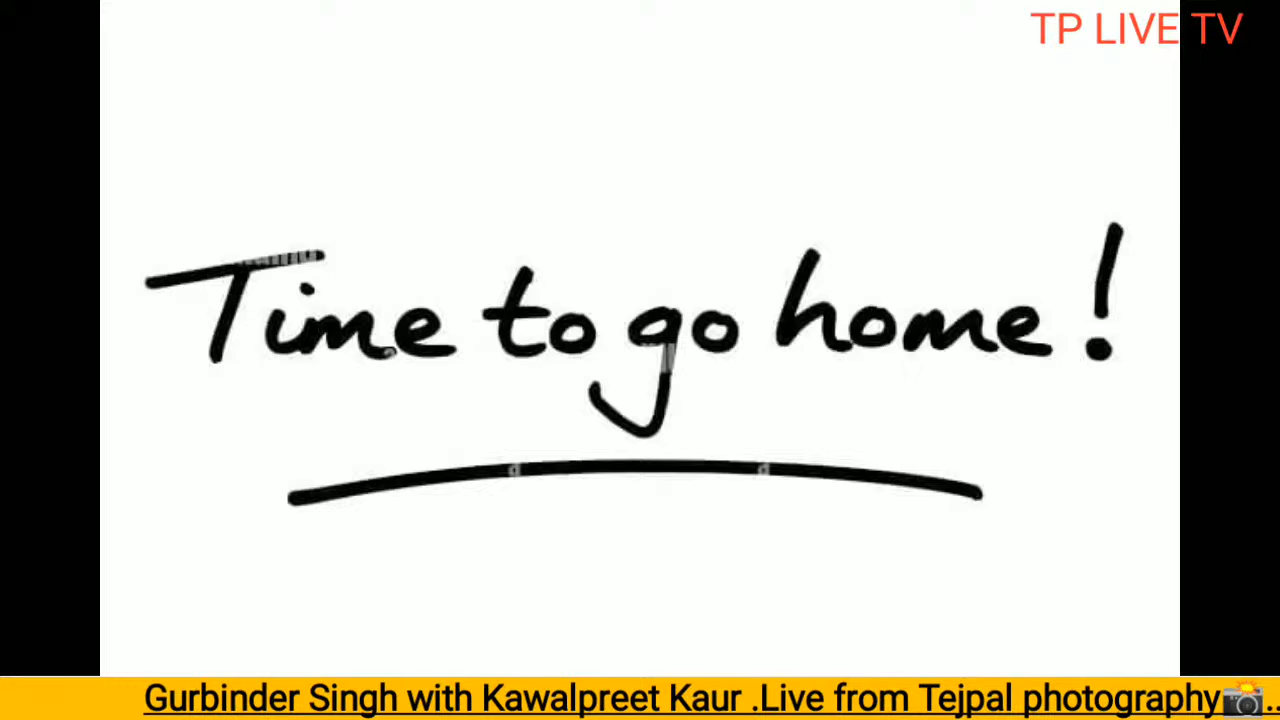 TP LIVE TV
Time to go home!
Gurbinder Singh with Kawalpreet Kaur .Live from Tejpal photography📸..